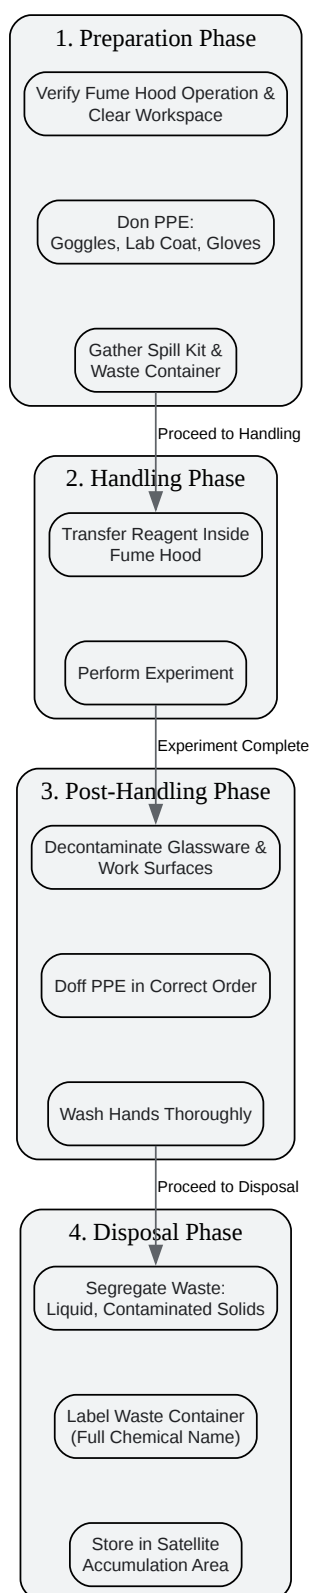 1. Preparation Phase
Verify Fume Hood Operation &
Clear Workspace
Don PPE:
Goggles, Lab Coat, Gloves
Gather Spill Kit &
Waste Container
Proceed to Handling
2. Handling Phase
Transfer Reagent Inside
Fume Hood
Perform Experiment
Experiment Complete
3. Post-Handling Phase
Decontaminate Glassware &
Work Surfaces
Doff PPE in Correct Order
Wash Hands Thoroughly
Proceed to Disposal
4. Disposal Phase
Segregate Waste:
Liquid, Contaminated Solids
Label Waste Container
(Full Chemical Name)
Store in Satellite
Accumulation Area